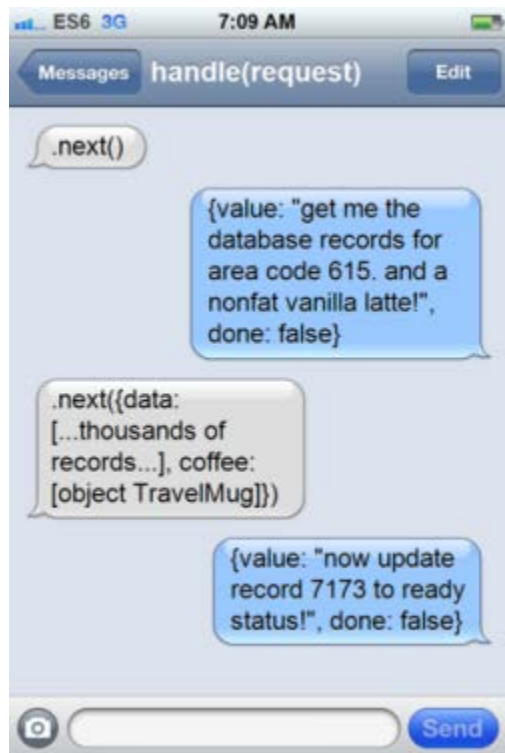 ES6 3G 7:09 AM
Messages handle(request) Edit
.next()
{value: "get me the
database records for
area code 615. and a
nonfat vanilla latte!",
done: false}
.next({data:
[...thousands of
records...], coffee:
[object TravelMug]})
{value: "now update
record 7173 to ready
status!", done: false}
Send